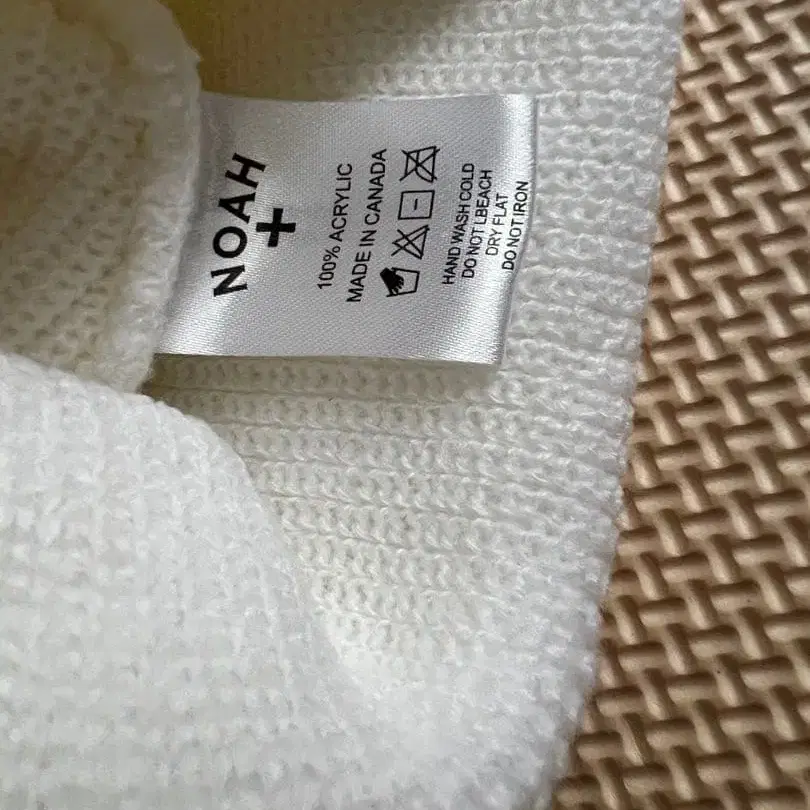 NOAH
+
100% ACRYLIC
MADE IN CANADA
HAND WASH COLD
DO NOT LBEACH
DRY FLAT
DO NOT IRON